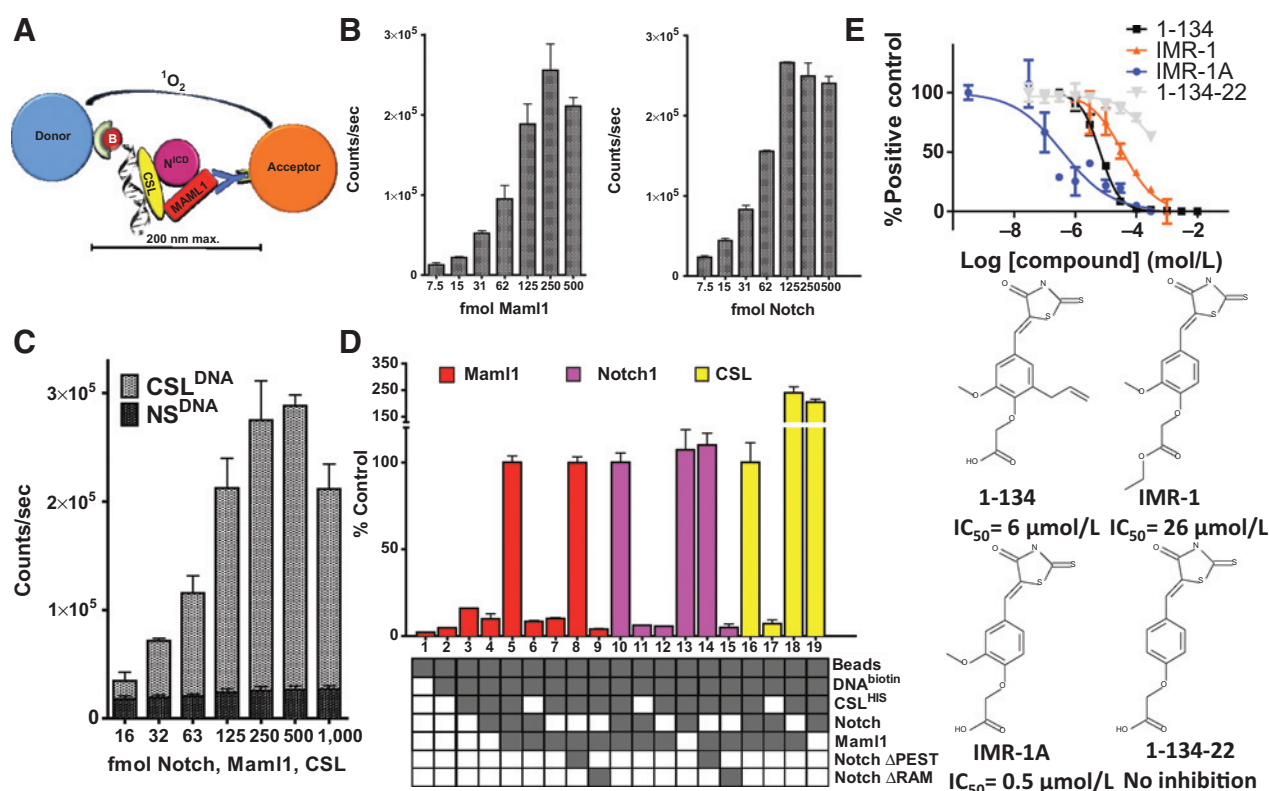 A
Donor
B
¹O₂
CSL
N^ICD
MAML1
Acceptor
200 nm max.
B
Counts/sec
3×10⁵
2×10⁵
1×10⁵
0
7.5 15 31 62 125 250 500
fmol Maml1
Counts/sec
3×10⁵
2×10⁵
1×10⁵
0
7.5 15 31 62 125 250 500
fmol Notch
C
CSL^DNA
NS^DNA
Counts/sec
3×10⁵
2×10⁵
1×10⁵
0
16 32 63 125 250 500 1,000
fmol Notch, Maml1, CSL
D
Maml1 Notch1 CSL
% Control
350
250
150
100
50
0
1 2 3 4 5 6 7 8 9 10 11 12 13 14 15 16 17 18 19
Beads
DNA^biotin
CSL^HIS
Notch
Maml1
Notch ΔPEST
Notch ΔRAM
E
1-134
IMR-1
IMR-1A
1-134-22
% Positive control
100
50
0
–8 –6 –4 –2
Log [compound] (mol/L)
O N S S
O
O
HO O
1-134
IC₅₀= 6 μmol/L
O N S S
O
O
O O
IMR-1
IC₅₀= 26 μmol/L
O N S S
O
O
HO O
IMR-1A
IC₅₀= 0.5 μmol/L
O N S S
O
HO O
1-134-22
No inhibition